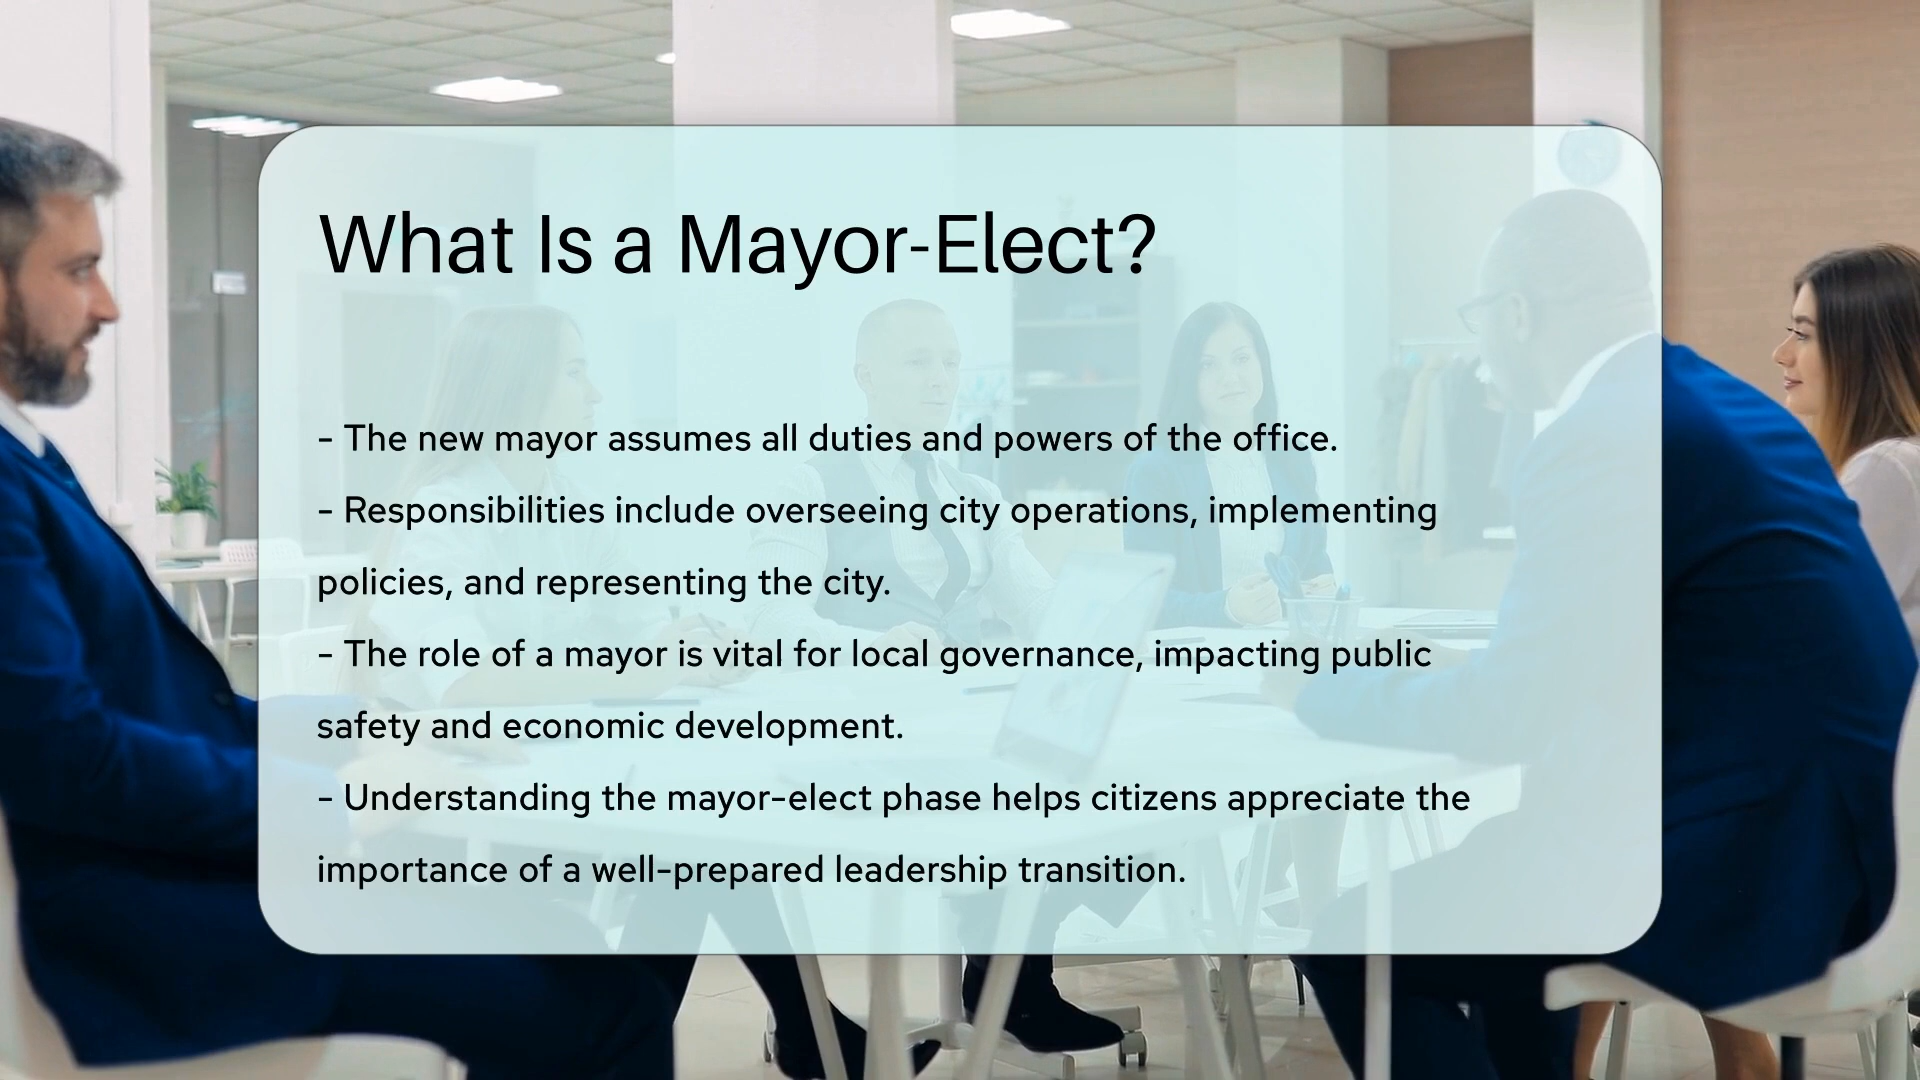 What Is a Mayor-Elect?
- The new mayor assumes all duties and powers of the office.
- Responsibilities include overseeing city operations, implementing
policies, and representing the city.
- The role of a mayor is vital for local governance, impacting public
safety and economic development.
- Understanding the mayor-elect phase helps citizens appreciate the
importance of a well-prepared leadership transition.